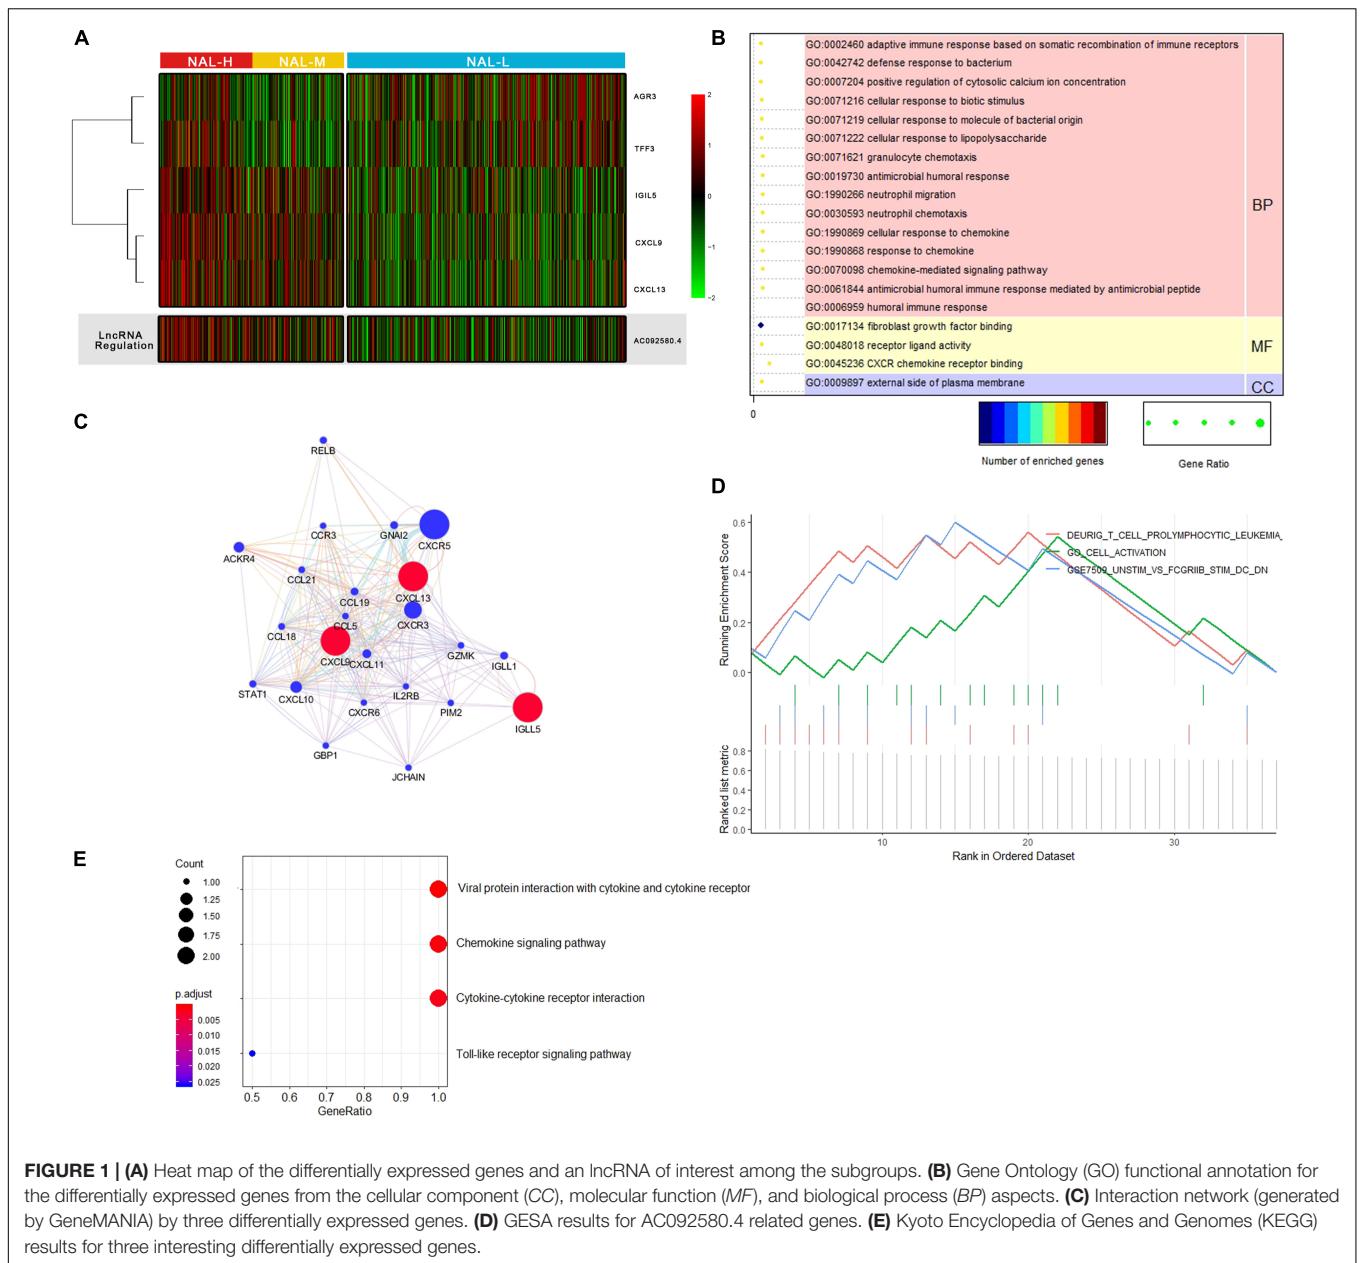 A
NAL-H NAL-M NAL-L
AGR3
TFF3
IGIL5
CXCL9
CXCL13
2
1
0
−1
−2
LncRNA
Regulation
AC092580.4
B
GO:0002460 adaptive immune response based on somatic recombination of immune receptors
GO:0042742 defense response to bacterium
GO:0007204 positive regulation of cytosolic calcium ion concentration
GO:0071216 cellular response to biotic stimulus
GO:0071219 cellular response to molecule of bacterial origin
GO:0071222 cellular response to lipopolysaccharide
GO:0071621 granulocyte chemotaxis
GO:0019730 antimicrobial humoral response
GO:1990266 neutrophil migration
GO:0030593 neutrophil chemotaxis
GO:1990869 cellular response to chemokine
GO:1990868 response to chemokine
GO:0070098 chemokine-mediated signaling pathway
GO:0061844 antimicrobial humoral immune response mediated by antimicrobial peptide
GO:0006959 humoral immune response
GO:0017134 fibroblast growth factor binding
GO:0048018 receptor ligand activity
GO:0045236 CXCR chemokine receptor binding
GO:0009897 external side of plasma membrane
BP
MF
CC
0
Number of enriched genes
Gene Ratio
C
RELB
CCR3
GNAI2
CXCR5
ACKR4
CCL21
CXCL13
CCL19
CCL5
CXCR3
CCL18
CXCL9
CXCL11
GZMK
IGLL1
STAT1
CXCL10
IL2RB
CXCR6
PIM2
IGLL5
GBP1
JCHAIN
D
Running Enrichment Score
0.6
0.4
0.2
0.0
DEURIG_T_CELL_PROLYMPHOCYTIC_LEUKEMIA_
GO_CELL_ACTIVATION
GSE7509_UNSTIM_VS_FCGRIIB_STIM_DC_DN
Ranked list metric
0.8
0.6
0.4
0.2
0.0
10 20 30
Rank in Ordered Dataset
E
Count
1.00
1.25
1.50
1.75
2.00
p.adjust
0.005
0.010
0.015
0.020
0.025
Viral protein interaction with cytokine and cytokine receptor
Chemokine signaling pathway
Cytokine-cytokine receptor interaction
Toll-like receptor signaling pathway
0.5 0.6 0.7 0.8 0.9 1.0
GeneRatio
FIGURE 1 | (A) Heat map of the differentially expressed genes and an lncRNA of interest among the subgroups. (B) Gene Ontology (GO) functional annotation for
the differentially expressed genes from the cellular component (CC), molecular function (MF), and biological process (BP) aspects. (C) Interaction network (generated
by GeneMANIA) by three differentially expressed genes. (D) GESA results for AC092580.4 related genes. (E) Kyoto Encyclopedia of Genes and Genomes (KEGG)
results for three interesting differentially expressed genes.